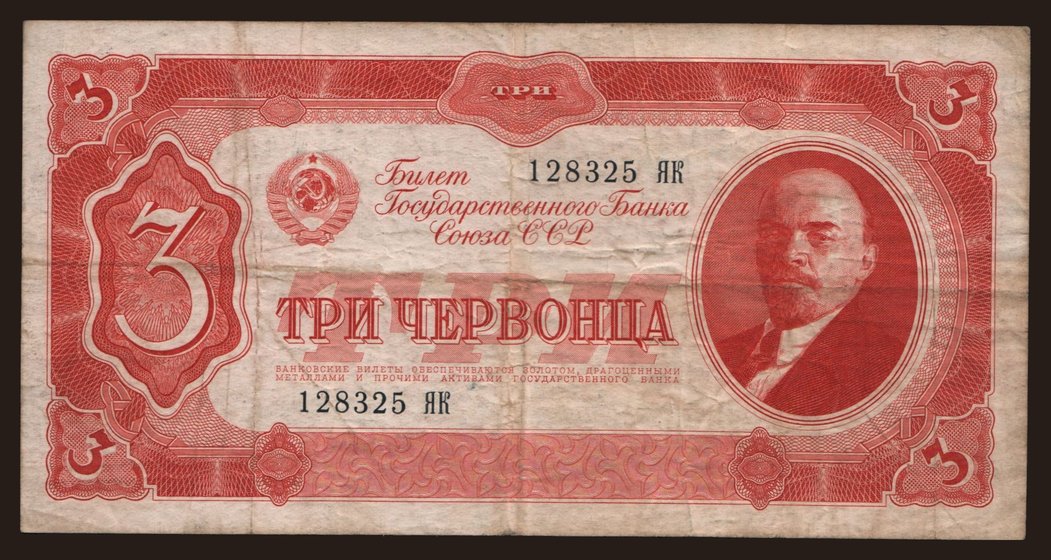 3
ТРИ
3
128325 ЯК
Билет
Государственного Банка
Союза ССР
3
ТРИ
ТРИ ЧЕРВОНЦА
БАНКОВСКИЕ БИЛЕТЫ ОБЕСПЕЧИВАЮТСЯ ЗОЛОТОМ, ДРАГОЦЕННЫМИ
МЕТАЛЛАМИ И ПРОЧИМИ АКТИВАМИ ГОСУДАРСТВЕННОГО БАНКА
128325 ЯК
3
3